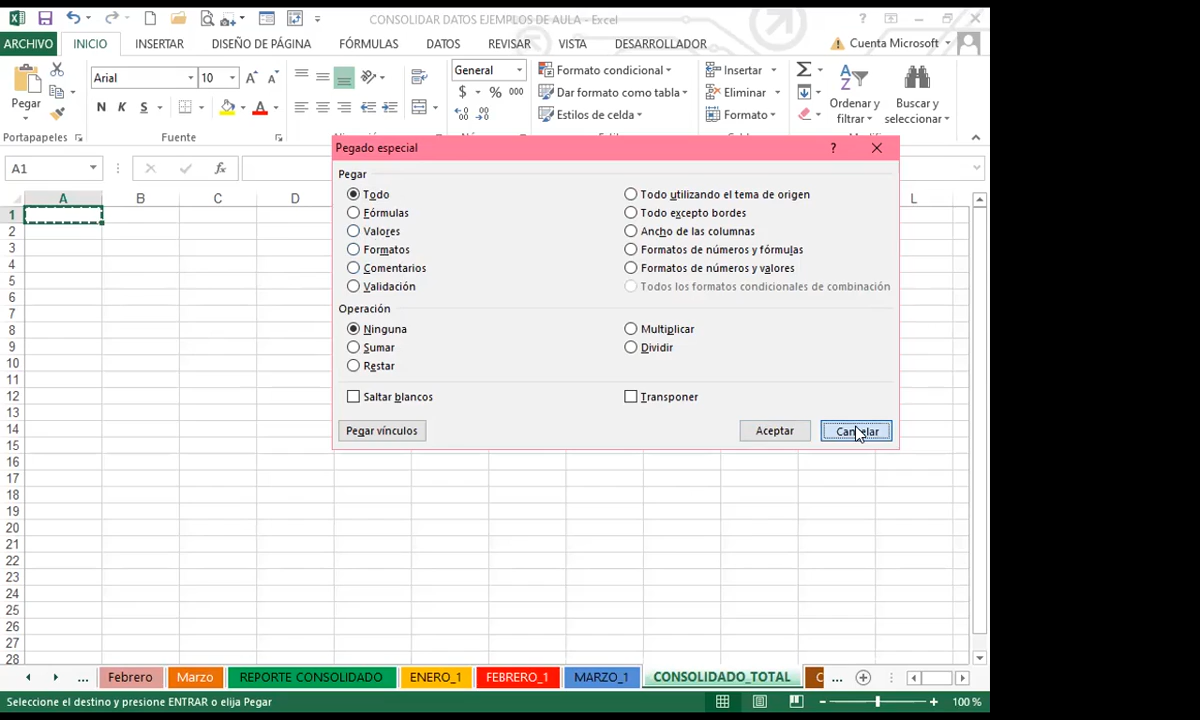 CONSOLIDAR DATOS EJEMPLOS DE AULA - Excel
?
ARCHIVO INICIO INSERTAR DISEÑO DE PÁGINA FÓRMULAS DATOS REVISAR VISTA DESARROLLADOR Cuenta Microsoft
Pegar Arial 10 General Formato condicional Insertar Ordenar y filtrar Buscar y seleccionar
N K S $ % 000 Dar formato como tabla Eliminar
Estilos de celda Formato
Portapapeles Fuente
A1 fx
A B C D L
Pegado especial ?
Pegar
Todo Todo utilizando el tema de origen
Fórmulas Todo excepto bordes
Valores Ancho de las columnas
Formatos Formatos de números y fórmulas
Comentarios Formatos de números y valores
Validación Todos los formatos condicionales de combinación
Operación
Ninguna Multiplicar
Sumar Dividir
Restar
Saltar blancos Transponer
Pegar vínculos Aceptar Cancelar
1
2
3
4
5
6
7
8
9
10
11
12
13
14
15
16
17
18
19
20
21
22
23
24
25
26
27
28
... Febrero Marzo REPORTE CONSOLIDADO ENERO_1 FEBRERO_1 MARZO_1 CONSOLIDADO_TOTAL C ...
Seleccione el destino y presione ENTRAR o elija Pegar 100 %